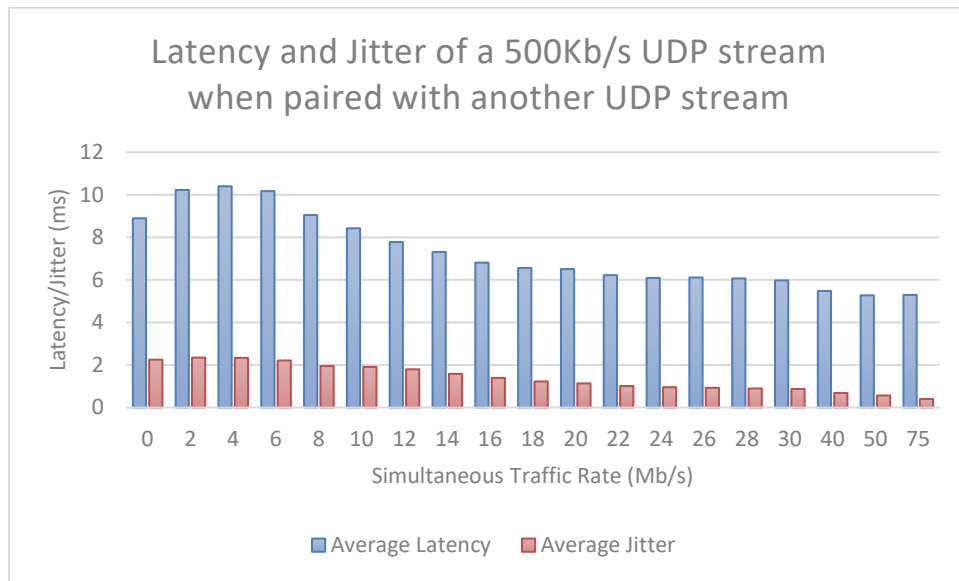 Latency and Jitter of a 500Kb/s UDP stream
when paired with another UDP stream
12
10
8
6
4
2
0
Latency/Jitter (ms)
0 2 4 6 8 10 12 14 16 18 20 22 24 26 28 30 40 50 75
Simultaneous Traffic Rate (Mb/s)
Average Latency Average Jitter